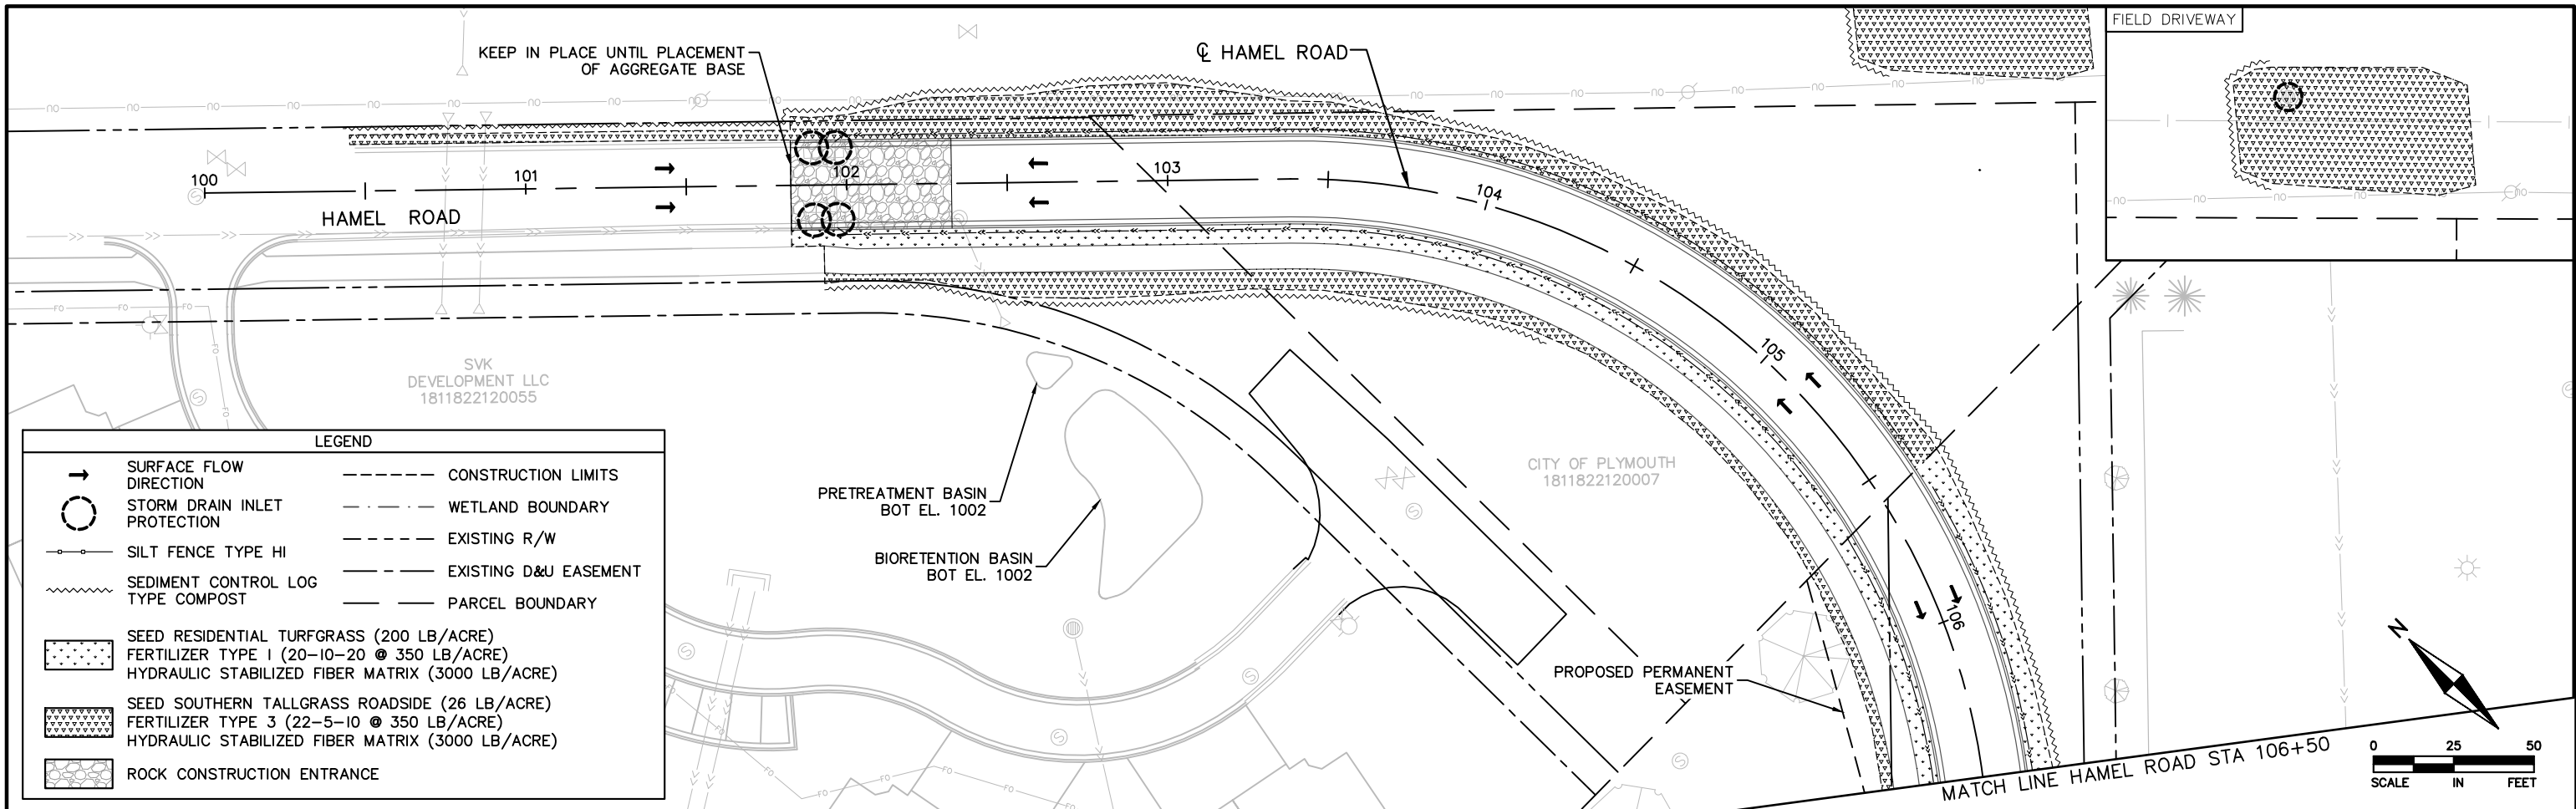 KEEP IN PLACE UNTIL PLACEMENT
OF AGGREGATE BASE
℄ HAMEL ROAD
FIELD DRIVEWAY
100
101
102
103
104
105
106
HAMEL ROAD
SVK
DEVELOPMENT LLC
1811822120055
PRETREATMENT BASIN
BOT EL. 1002
BIORETENTION BASIN
BOT EL. 1002
CITY OF PLYMOUTH
1811822120007
PROPOSED PERMANENT
EASEMENT
LEGEND
SURFACE FLOW
DIRECTION
STORM DRAIN INLET
PROTECTION
SILT FENCE TYPE HI
SEDIMENT CONTROL LOG
TYPE COMPOST
CONSTRUCTION LIMITS
WETLAND BOUNDARY
EXISTING R/W
EXISTING D&U EASEMENT
PARCEL BOUNDARY
SEED RESIDENTIAL TURFGRASS (200 LB/ACRE)
FERTILIZER TYPE 1 (20-10-20 @ 350 LB/ACRE)
HYDRAULIC STABILIZED FIBER MATRIX (3000 LB/ACRE)
SEED SOUTHERN TALLGRASS ROADSIDE (26 LB/ACRE)
FERTILIZER TYPE 3 (22-5-10 @ 350 LB/ACRE)
HYDRAULIC STABILIZED FIBER MATRIX (3000 LB/ACRE)
ROCK CONSTRUCTION ENTRANCE
MATCH LINE HAMEL ROAD STA 106+50
N
0 25 50
SCALE IN FEET